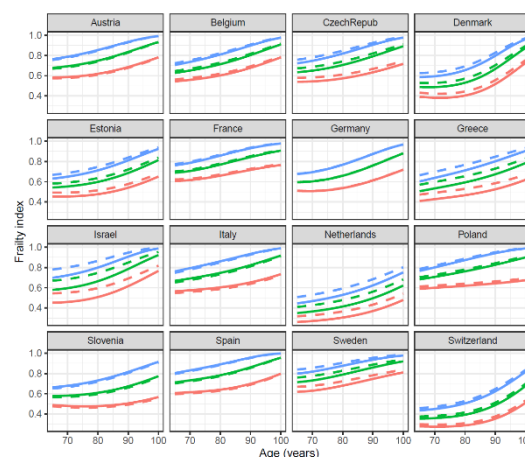 Austria Belgium CzechRepub Denmark
1.0
0.8
0.6
0.4
Estonia France Germany Greece
1.0
0.8
0.6
0.4
Frailty index
Israel Italy Netherlands Poland
1.0
0.8
0.6
0.4
Slovenia Spain Sweden Switzerland
1.0
0.8
0.6
0.4
70 80 90 100 70 80 90 100 70 80 90 100 70 80 90 100
Age (years)